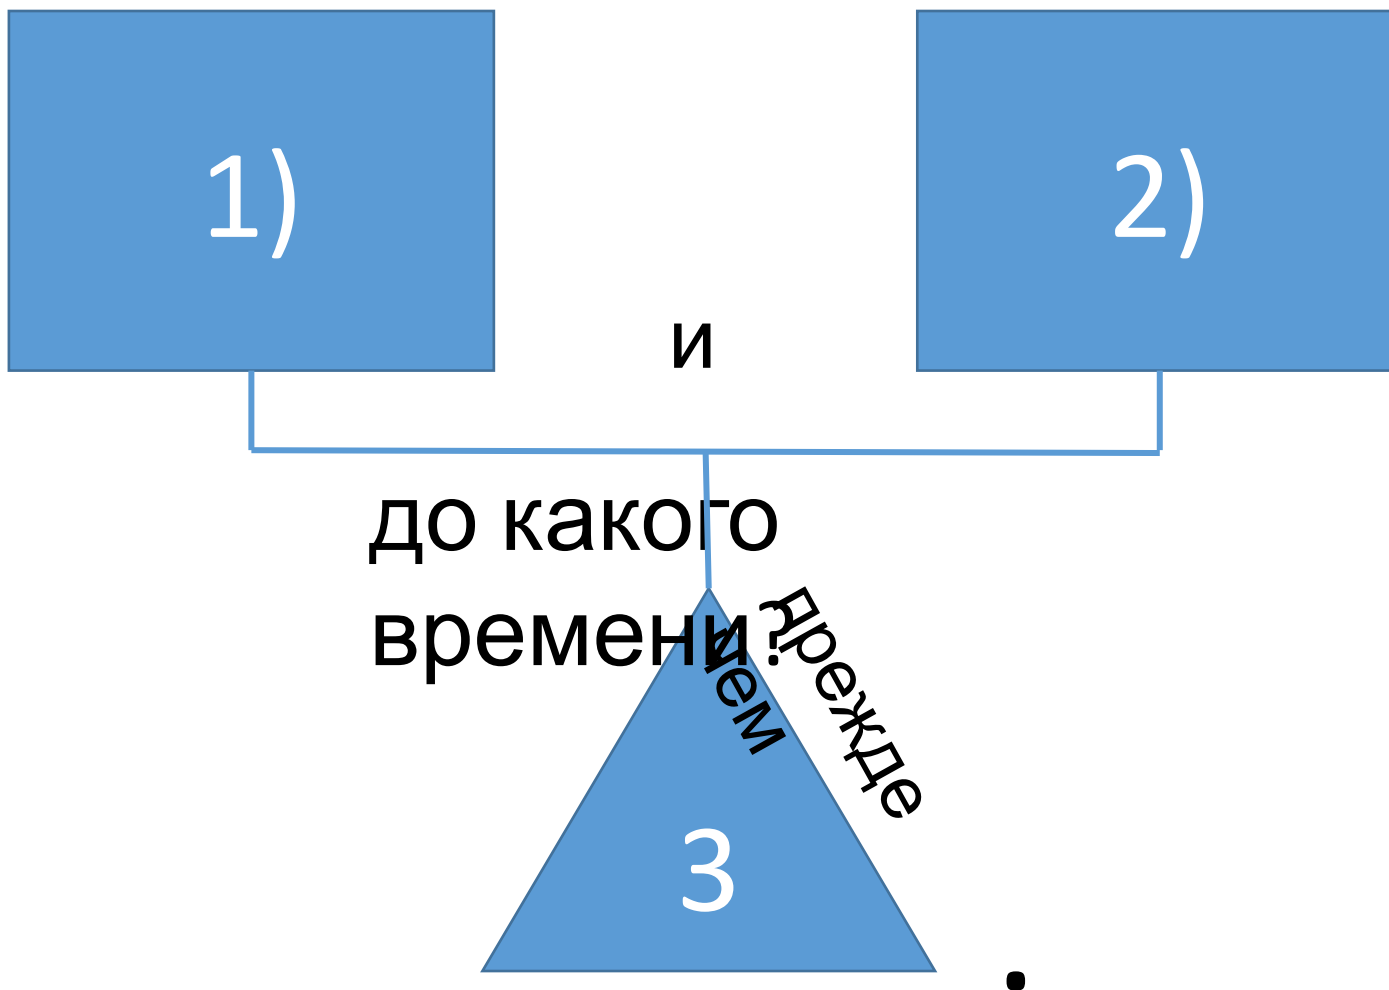 1)
2)
и
до какого
времени?
прежде
чем
3
.